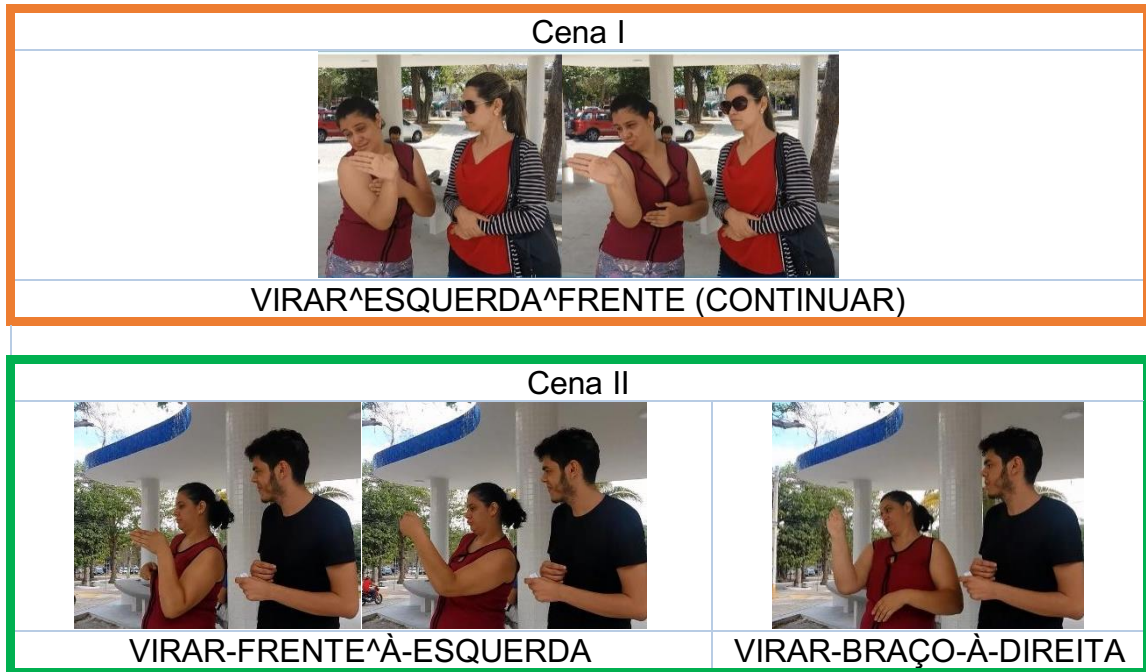 Cena I
VIRAR^ESQUERDA^FRENTE (CONTINUAR)
Cena II
VIRAR-FRENTE^À-ESQUERDA
VIRAR-BRAÇO-À-DIREITA